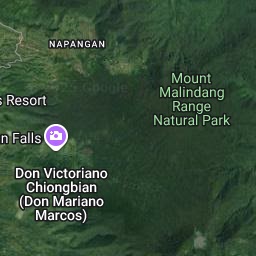 NAPANGAN
Mount
Malindang
Range
Natural Park
s Resort
n Falls
Don Victoriano
Chiongbian
(Don Mariano
Marcos)